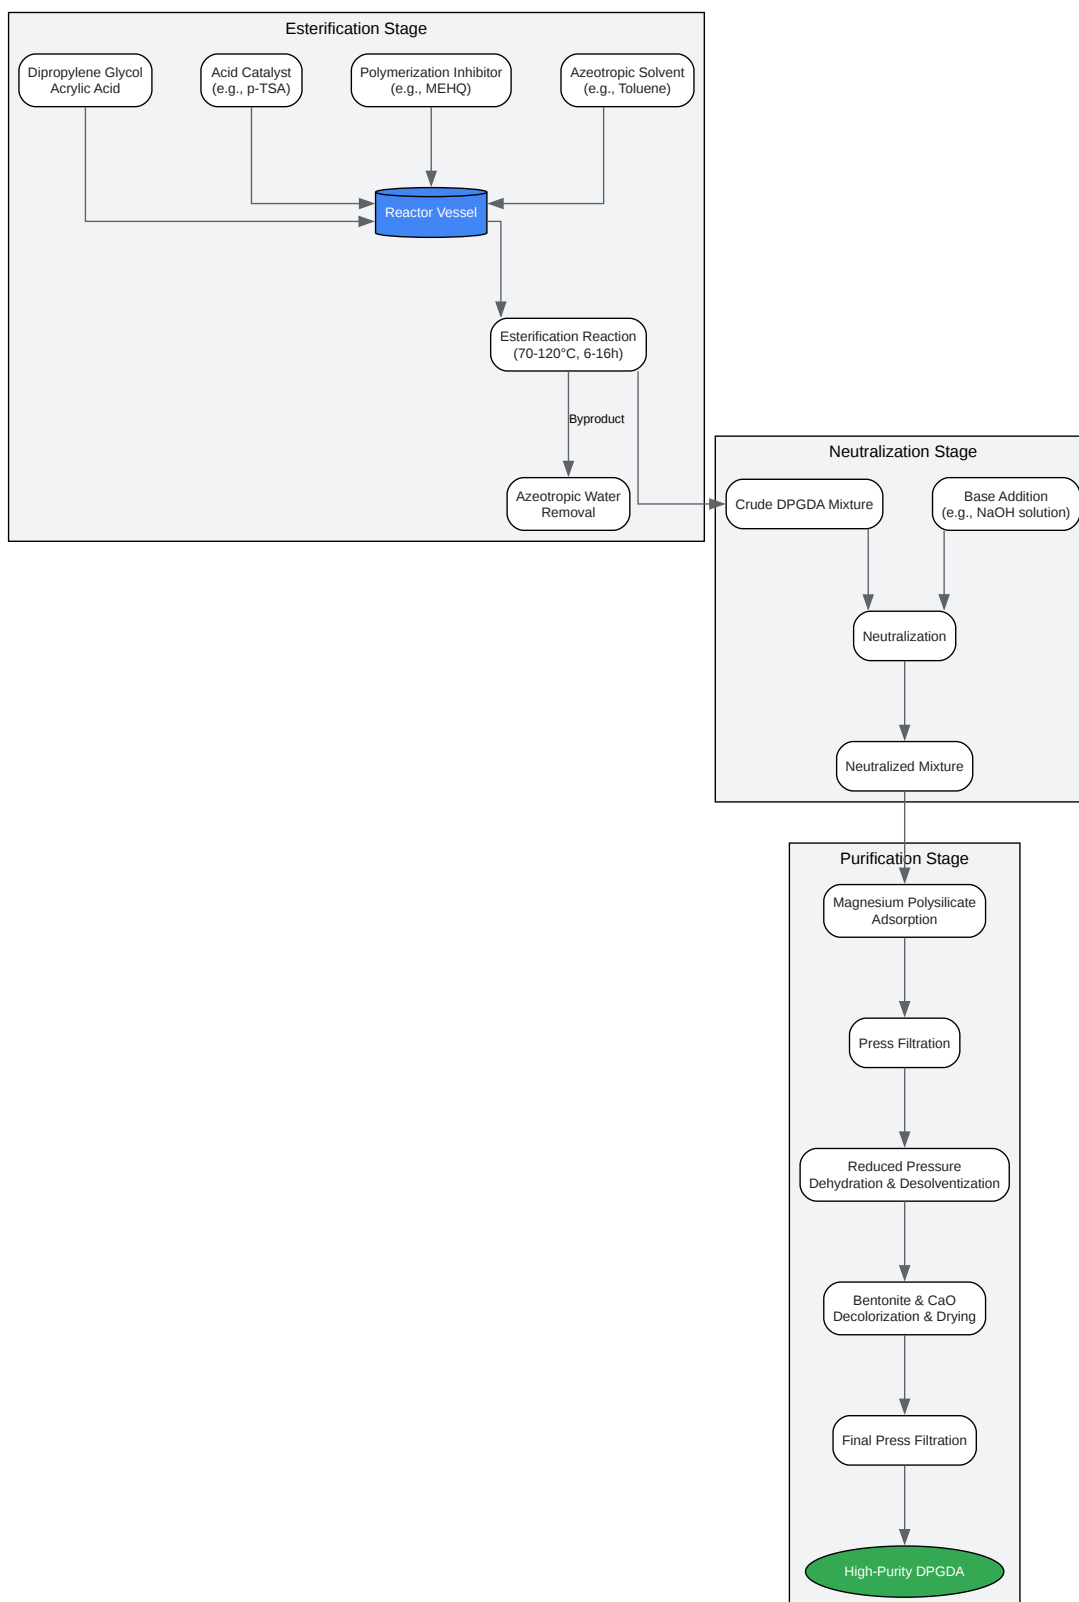 Esterification Stage
Dipropylene Glycol
Acrylic Acid
Acid Catalyst
(e.g., p-TSA)
Polymerization Inhibitor
(e.g., MEHQ)
Azeotropic Solvent
(e.g., Toluene)
Reactor Vessel
Esterification Reaction
(70-120°C, 6-16h)
Byproduct
Azeotropic Water
Removal
Neutralization Stage
Crude DPGDA Mixture
Base Addition
(e.g., NaOH solution)
Neutralization
Neutralized Mixture
Purification Stage
Magnesium Polysilicate
Adsorption
Press Filtration
Reduced Pressure
Dehydration & Desolventization
Bentonite & CaO
Decolorization & Drying
Final Press Filtration
High-Purity DPGDA